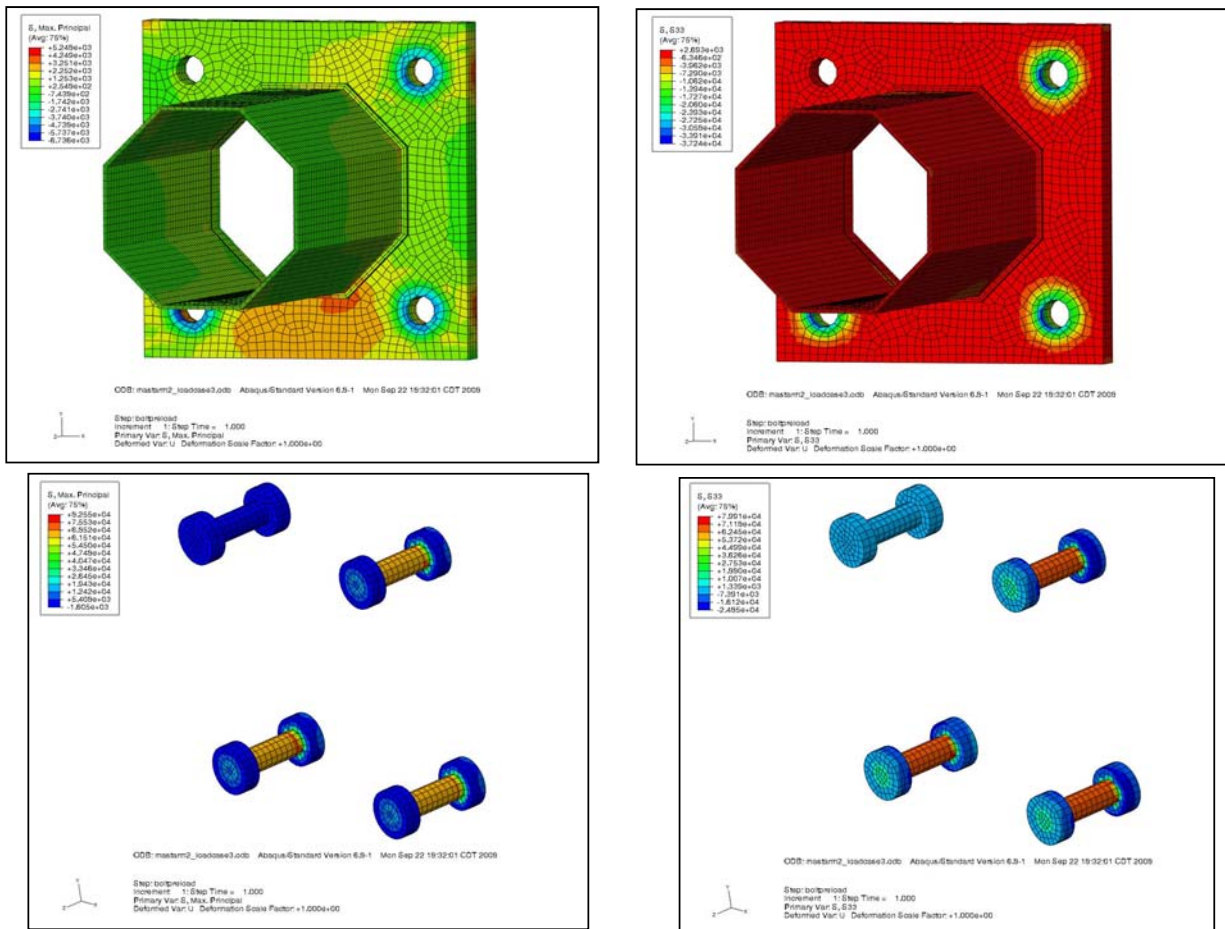 S, Max. Principal
(Avg: 75%)
+5.249e+03
+4.249e+03
+3.251e+03
+2.252e+03
+1.253e+03
+2.549e+02
-7.439e+02
-1.742e+03
-2.741e+03
-3.740e+03
-4.739e+03
-5.737e+03
-6.736e+03
Y
Z X
ODB: mastarm2_loadcase3.odb Abaqus/Standard Version 6.8-1 Mon Sep 22 18:32:01 CDT
Step: boltpreload
Increment 1: Step Time = 1.000
Primary Var: S, Max. Principal
Deformed Var: U Deformation Scale Factor: +1.000e+00
S, S33
(Avg: 75%)
+2.693e+03
-6.346e+02
-3.962e+03
-7.290e+03
-1.062e+04
-1.394e+04
-1.727e+04
-2.060e+04
-2.393e+04
-2.725e+04
-3.058e+04
-3.391e+04
-3.724e+04
Y
Z X
ODB: mastarm2_loadcase3.odb Abaqus/Standard Version 6.8-1 Mon Sep 22 18:32:01 CDT
Step: boltpreload
Increment 1: Step Time = 1.000
Primary Var: S, S33
Deformed Var: U Deformation Scale Factor: +1.000e+00
S, Max. Principal
(Avg: 75%)
+7.553e+04
+6.852e+04
+6.151e+04
+5.450e+04
+4.748e+04
+4.047e+04
+3.346e+04
+2.645e+04
+1.943e+04
+1.242e+04
+5.409e+03
-1.605e+03
Y
Z X
ODB: mastarm2_loadcase3.odb Abaqus/Standard Version 6.8-1 Mon Sep 22 18:32:01 CDT
Step: boltpreload
Increment 1: Step Time = 1.000
Primary Var: S, Max. Principal
Deformed Var: U Deformation Scale Factor: +1.000e+00
S, S33
(Avg: 75%)
+7.991e+04
+7.118e+04
+6.245e+04
+5.372e+04
+4.499e+04
+3.626e+04
+2.753e+04
+1.880e+04
+1.007e+04
+1.339e+03
-7.391e+03
-1.612e+04
-2.485e+04
Y
Z X
ODB: mastarm2_loadcase3.odb Abaqus/Standard Version 6.8-1 Mon Sep 22 18:32:01 CDT
Step: boltpreload
Increment 1: Step Time = 1.000
Primary Var: S, S33
Deformed Var: U Deformation Scale Factor: +1.000e+00